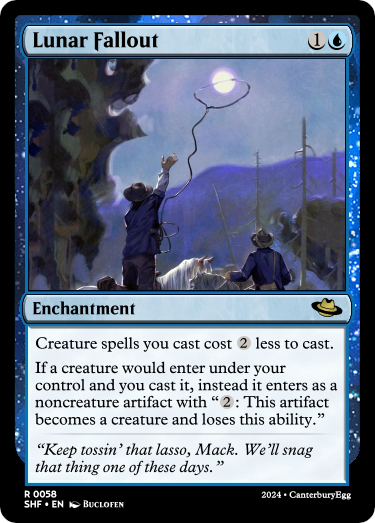 Lunar Fallout 1
Enchantment
Creature spells you cast cost 2 less to cast.
If a creature would enter under your
control and you cast it, instead it enters as a
noncreature artifact with “2: This artifact
becomes a creature and loses this ability.”
“Keep tossin’ that lasso, Mack. We’ll snag
that thing one of these days.”
R 0058
SHF • EN Buclofen
2024 • CanterburyEgg